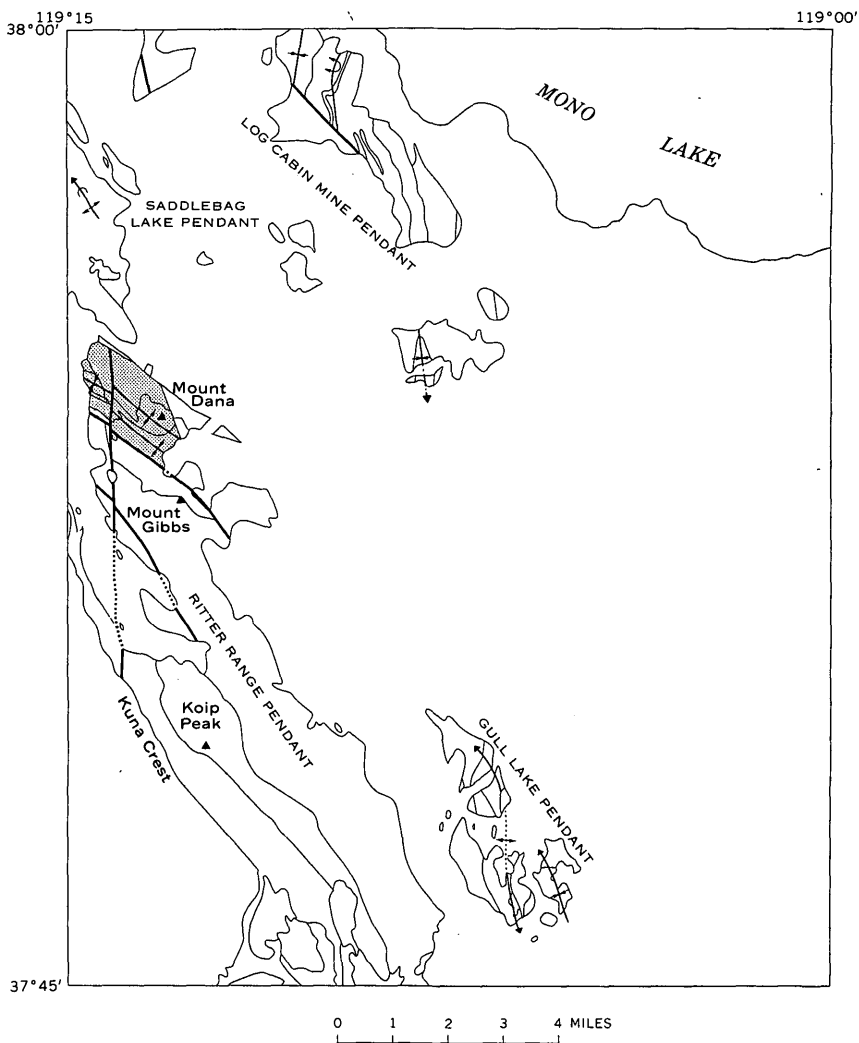 119°15'
119°00'
38°00'
MONO
LAKE
LOG CABIN MINE PENDANT
SADDLEBAG
LAKE PENDANT
Mount
Dana
Mount
Gibbs
RITTER RANGE PENDANT
Koip
Peak
Kuna Crest
GULL LAKE PENDANT
37°45'
0 1 2 3 4 MILES